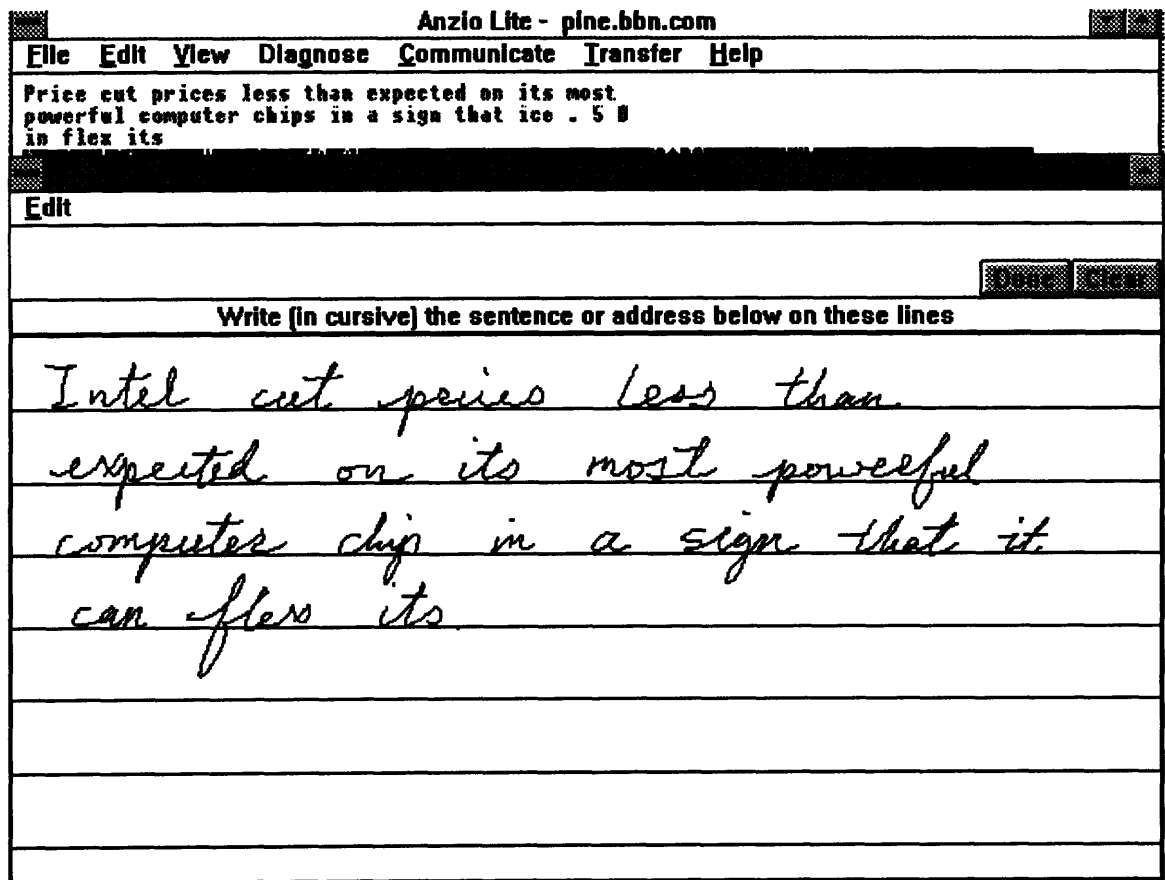 Anzio Lite - pine.bbn.com
File Edit View Diagnose Communicate Transfer Help
Price cut prices less than expected on its most
powerful computer chips in a sign that ice . 5 0
in flex its
Edit
Done Clear
Write (in cursive) the sentence or address below on these lines
Intel cut prices less than
expected on its most powerful
computer chip in a sign that it
can flex its